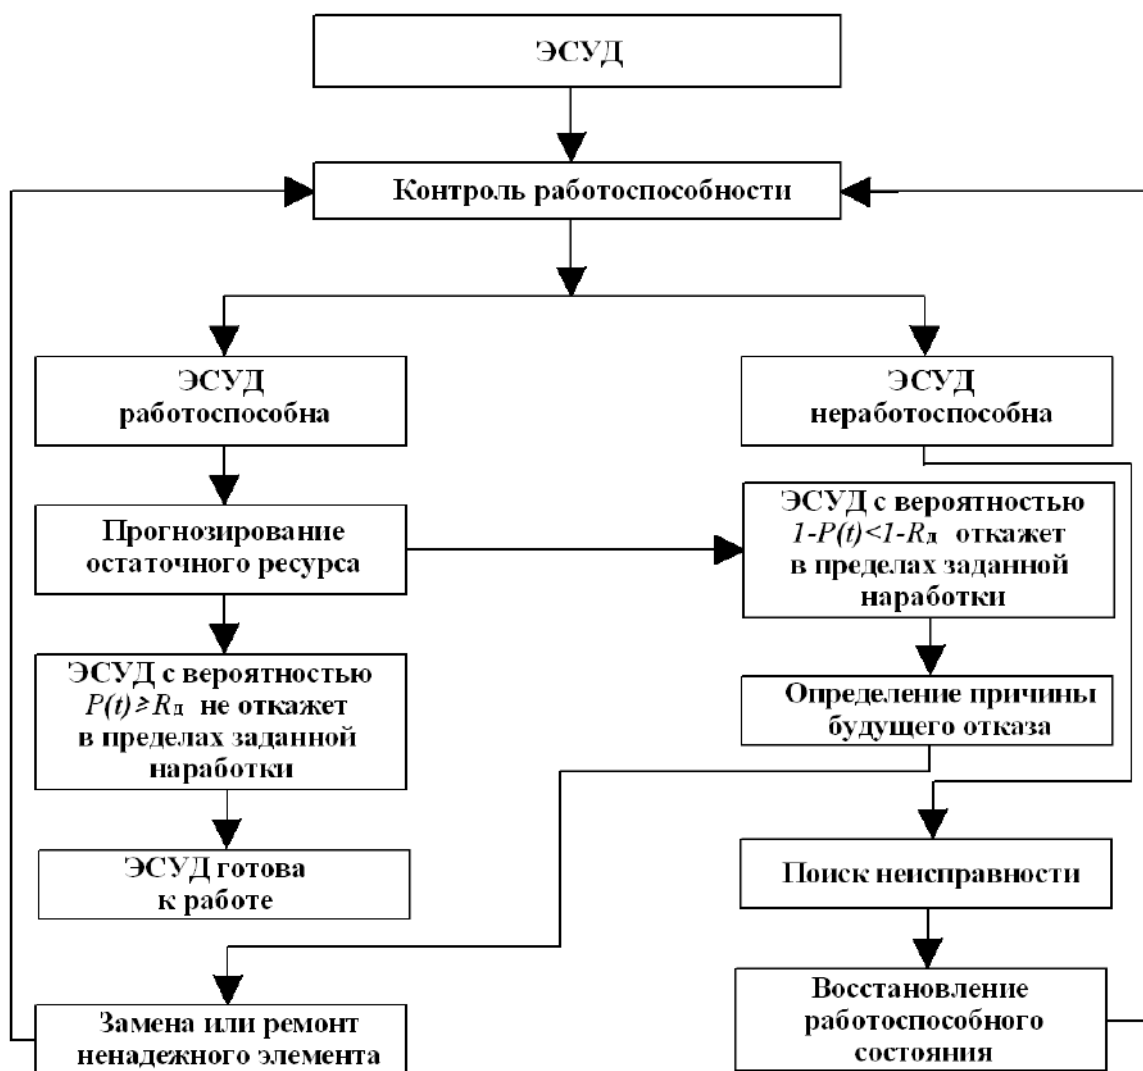 ЭСУД
Контроль работоспособности
ЭСУД
работоспособна
ЭСУД
неработоспособна
Прогнозирование
остаточного ресурса
ЭСУД с вероятностью
1-P(t)<1-Rд откажет
в пределах заданной
наработки
ЭСУД с вероятностью
P(t)≥Rд не откажет
в пределах заданной
наработки
Определение причины
будущего отказа
ЭСУД готова
к работе
Поиск неисправности
Замена или ремонт
ненадежного элемента
Восстановление
работоспособного
состояния